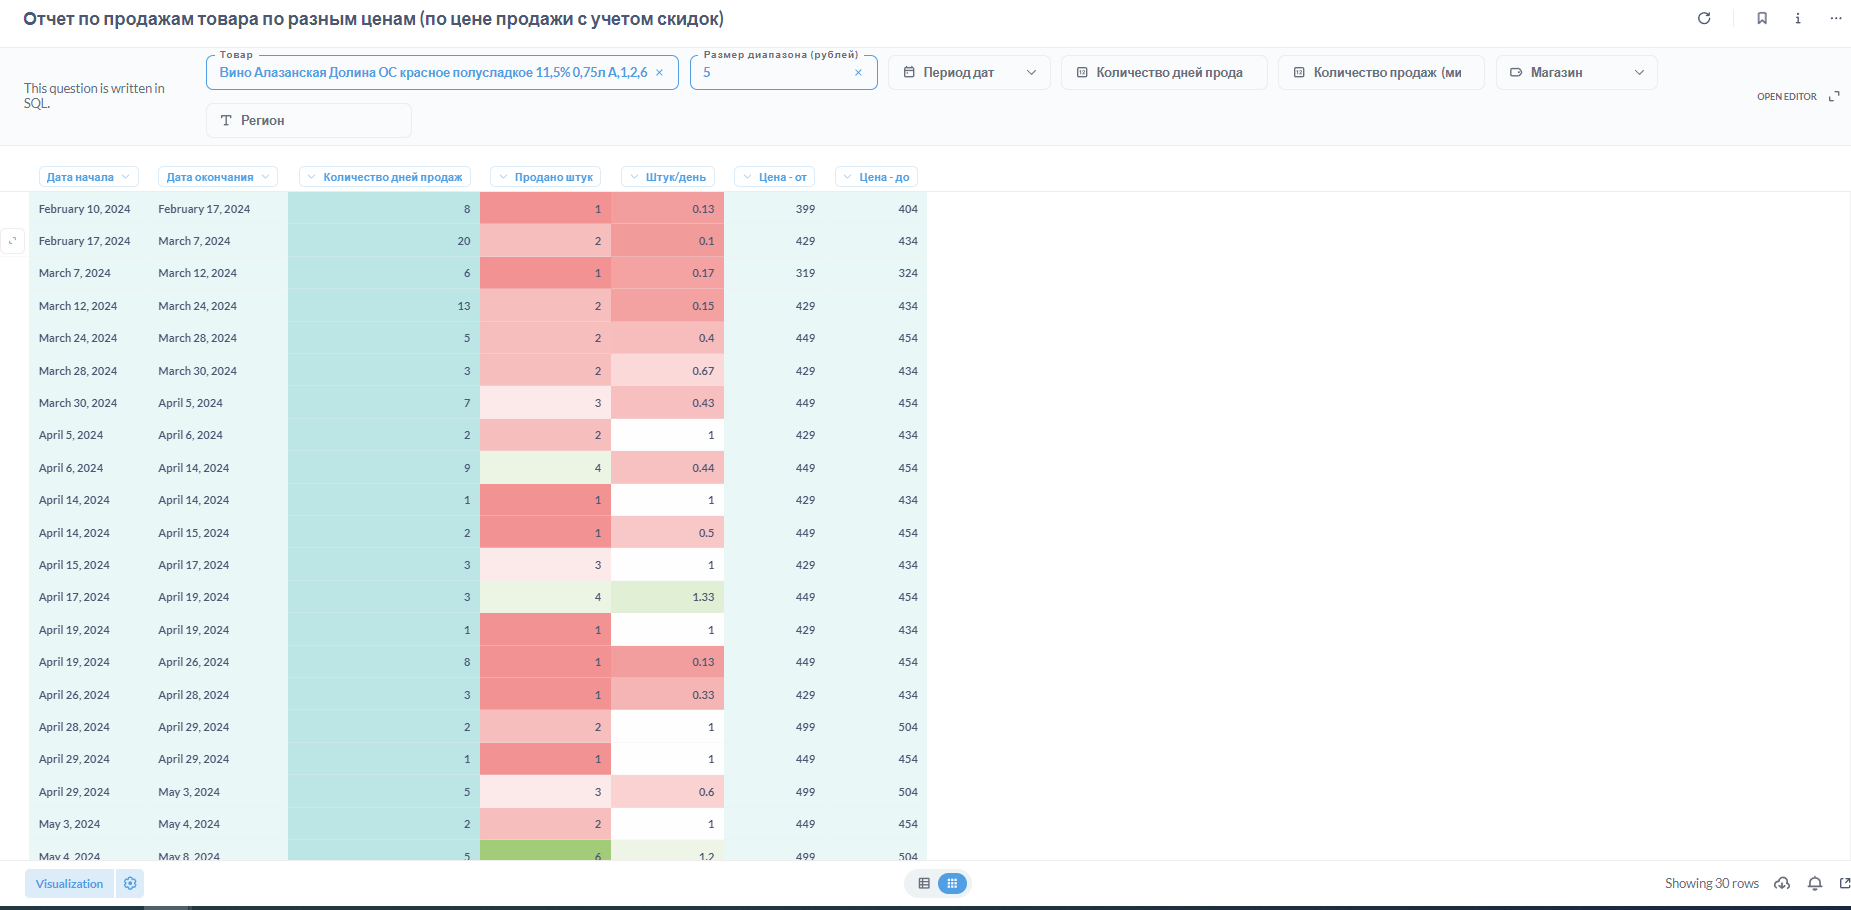 Отчет по продажам товара по разным ценам (по цене продажи с учетом скидок)
This question is written in
SQL.
Товар
Вино Алазанская Долина ОС красное полусладкое 11,5% 0,75л А,1,2,6
Размер диапазона (рублей)
5
Период дат
Количество дней прода
Количество продаж (ми
Магазин
Регион
OPEN EDITOR
Дата начала Дата окончания Количество дней продаж Продано штук Штук/день Цена - от Цена - до
February 10, 2024 February 17, 2024 8 1 0.13 399 404
February 17, 2024 March 7, 2024 20 2 0.1 429 434
March 7, 2024 March 12, 2024 6 1 0.17 319 324
March 12, 2024 March 24, 2024 13 2 0.15 429 434
March 24, 2024 March 28, 2024 5 2 0.4 449 454
March 28, 2024 March 30, 2024 3 2 0.67 429 434
March 30, 2024 April 5, 2024 7 3 0.43 449 454
April 5, 2024 April 6, 2024 2 2 1 429 434
April 6, 2024 April 14, 2024 9 4 0.44 449 454
April 14, 2024 April 14, 2024 1 1 1 429 434
April 14, 2024 April 15, 2024 2 1 0.5 449 454
April 15, 2024 April 17, 2024 3 3 1 429 434
April 17, 2024 April 19, 2024 3 4 1.33 449 454
April 19, 2024 April 19, 2024 1 1 1 429 434
April 19, 2024 April 26, 2024 8 1 0.13 449 454
April 26, 2024 April 28, 2024 3 1 0.33 429 434
April 28, 2024 April 29, 2024 2 2 1 499 504
April 29, 2024 April 29, 2024 1 1 1 449 454
April 29, 2024 May 3, 2024 5 3 0.6 499 504
May 3, 2024 May 4, 2024 2 2 1 449 454
May 4, 2024 May 8, 2024 5 6 1.2 499 504
Visualization
Showing 30 rows